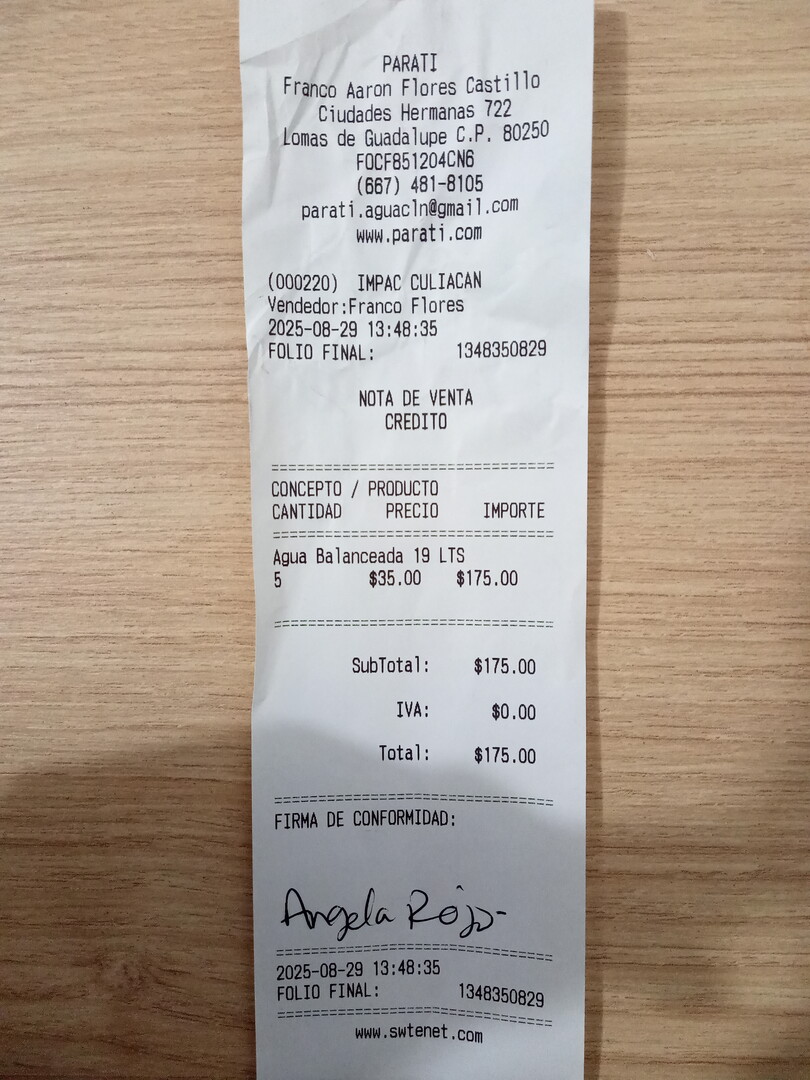 PARATI
Franco Aaron Flores Castillo
Ciudades Hermanas 722
Lomas de Guadalupe C.P. 80250
FOCF851204CN6
(667) 481-8105
parati.aguacln@gmail.com
www.parati.com
(000220) IMPAC CULIACAN
Vendedor:Franco Flores
2025-08-29 13:48:35
FOLIO FINAL: 1348350829
NOTA DE VENTA
CREDITO
================================
CONCEPTO / PRODUCTO
CANTIDAD PRECIO IMPORTE
================================
Agua Balanceada 19 LTS
5 $35.00 $175.00
================================
SubTotal: $175.00
IVA: $0.00
Total: $175.00
================================
FIRMA DE CONFORMIDAD:
Angela Rojo
================================
2025-08-29 13:48:35
FOLIO FINAL: 1348350829
================================
www.swtenet.com